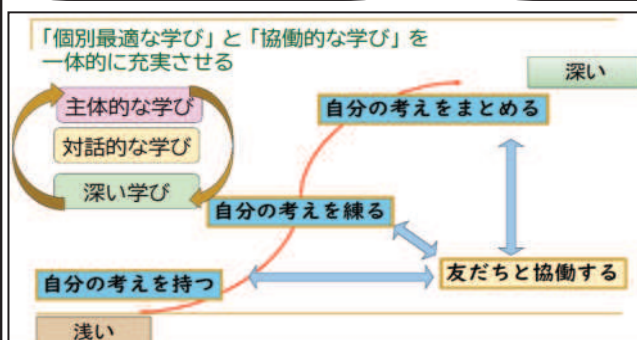 「個別最適な学び」と「協働的な学び」を
一体的に充実させる
深い
主体的な学び
自分の考えをまとめる
対話的な学び
深い学び
自分の考えを練る
友だちと協働する
自分の考えを持つ
浅い